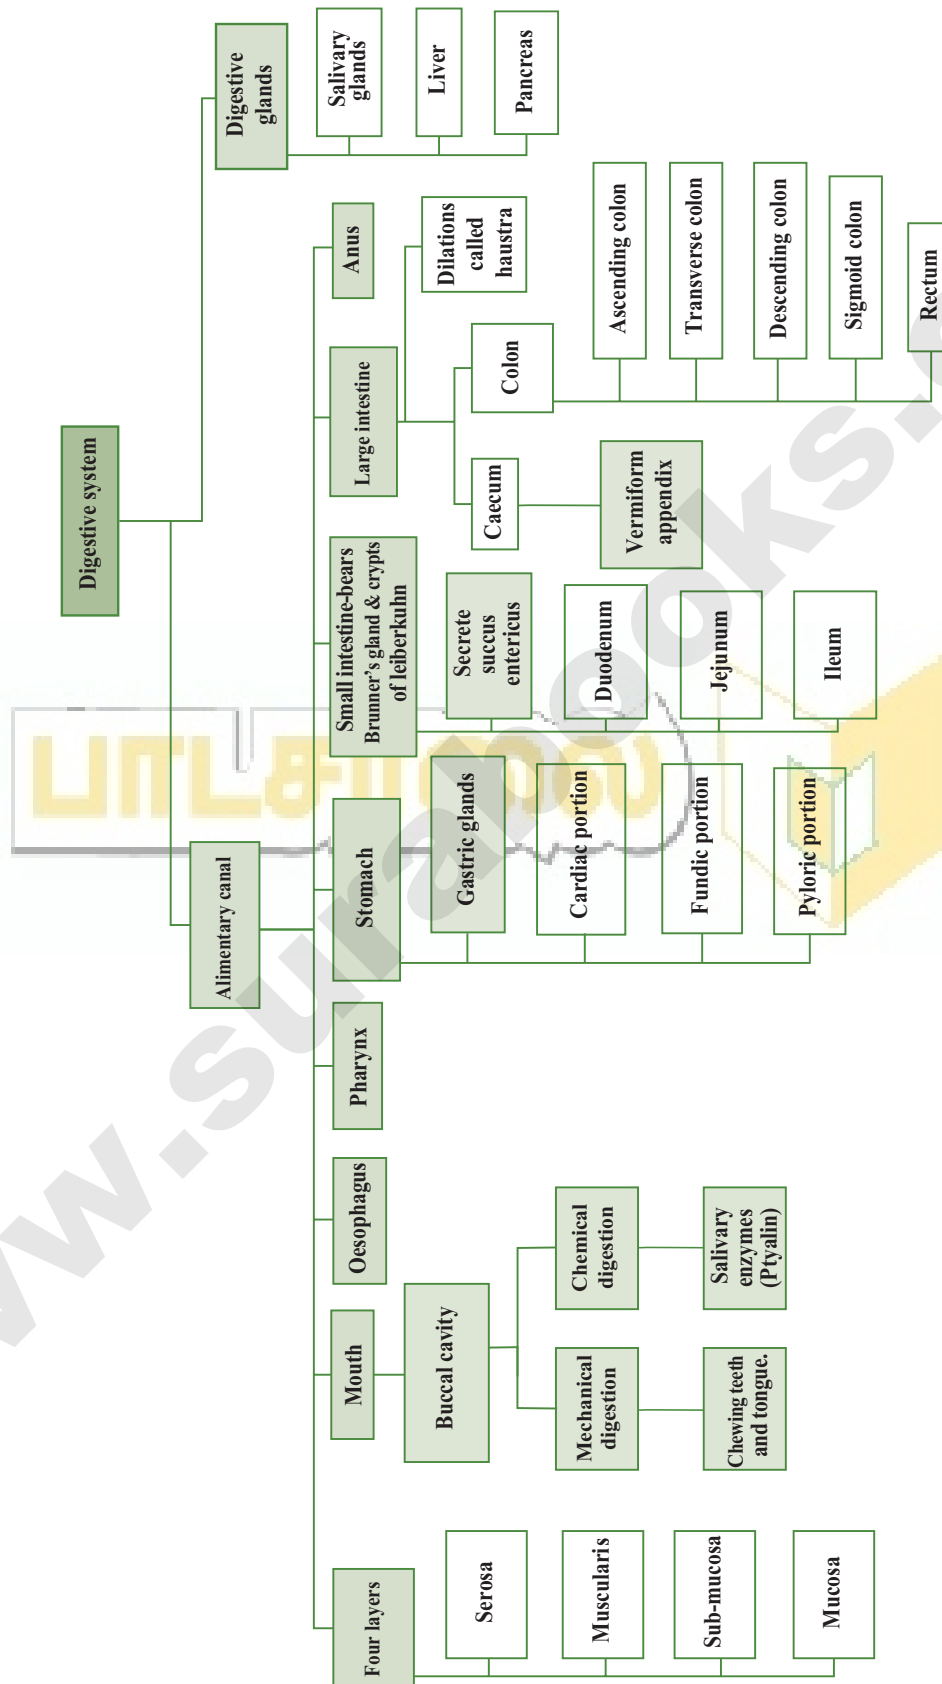 Digestive system
Alimentary canal
Digestive
glands
Four layers
Serosa
Muscularis
Sub-mucosa
Mucosa
Mouth
Buccal cavity
Mechanical
digestion
Chewing teeth
and tongue.
Chemical
digestion
Salivary
enzymes
(Ptyalin)
Oesophagus
Pharynx
Stomach
Gastric glands
Cardiac portion
Fundic portion
Pyloric portion
Small intestine-bears
Brunner's gland & crypts
of leiberkuhn
Secrete
succus
entericus
Duodenum
Jejunum
Ileum
Large intestine
Caecum
Vermiform
appendix
Colon
Ascending colon
Transverse colon
Descending colon
Sigmoid colon
Rectum
Dilations
called
haustra
Anus
Salivary
glands
Liver
Pancreas
பாடசாலை
www.surabooks.c